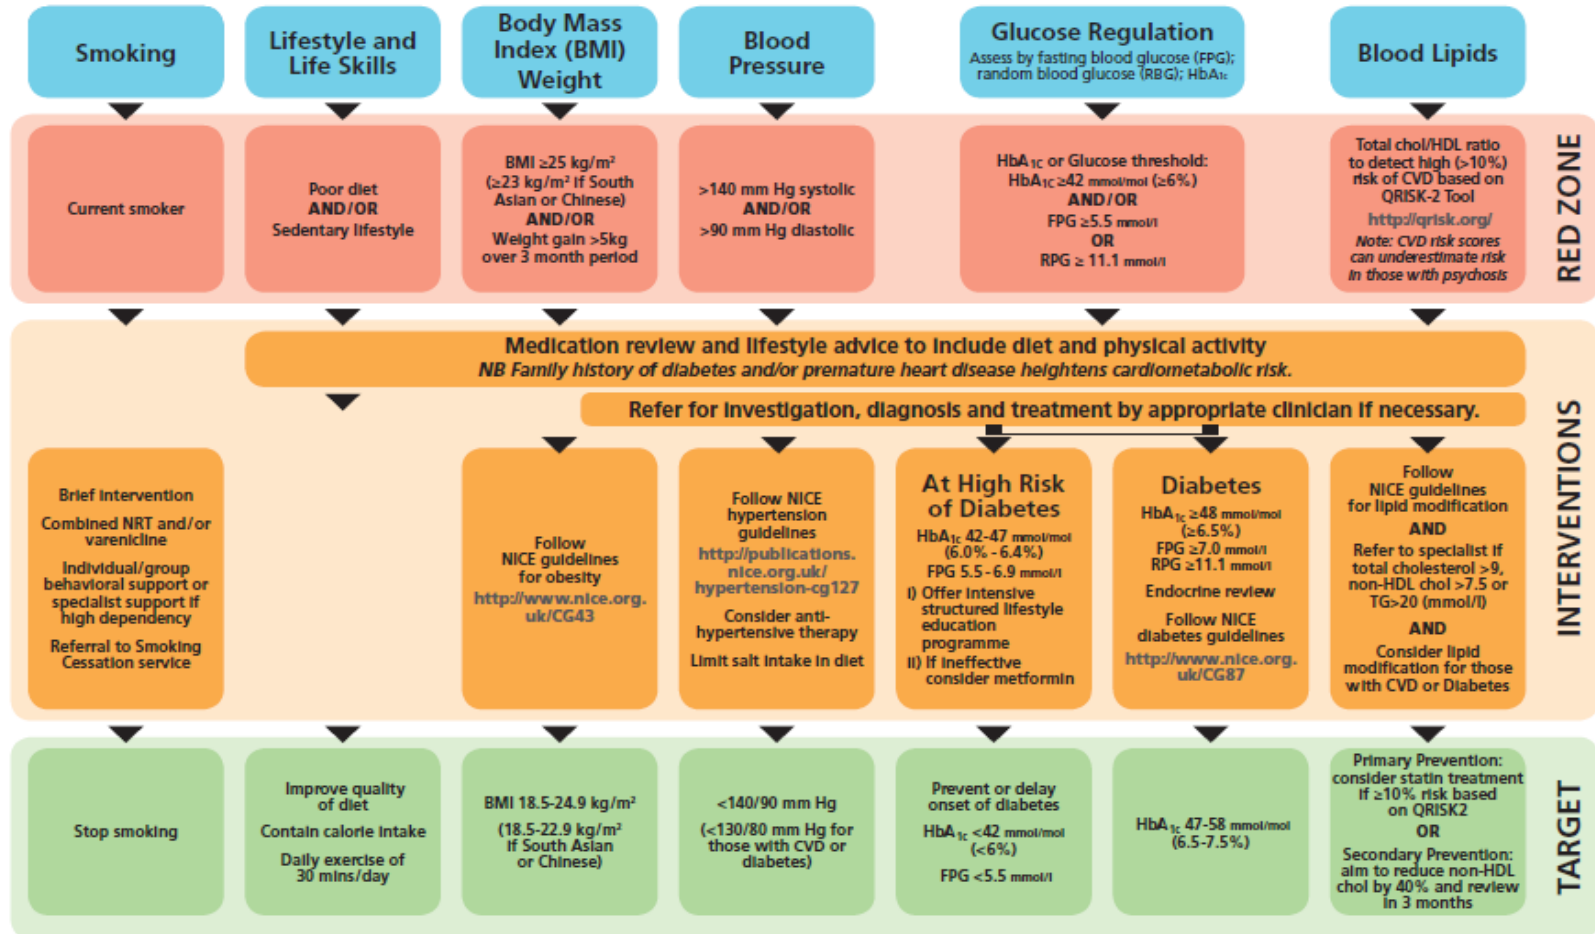 Smoking
Lifestyle and
Life Skills
Body Mass
Index (BMI)
Weight
Blood
Pressure
Glucose Regulation
Assess by fasting blood glucose (FPG);
random blood glucose (RBG); HbA1c
Blood Lipids
RED ZONE
Current smoker
Poor diet
AND/OR
Sedentary lifestyle
BMI ≥25 kg/m²
(≥23 kg/m² if South
Asian or Chinese)
AND/OR
Weight gain >5kg
over 3 month period
>140 mm Hg systolic
AND/OR
>90 mm Hg diastolic
HbA1C or Glucose threshold:
HbA1C ≥42 mmol/mol (≥6%)
AND/OR
FPG ≥5.5 mmol/l
OR
RPG ≥ 11.1 mmol/l
Total chol/HDL ratio
to detect high (>10%)
risk of CVD based on
QRISK-2 Tool
http://qrisk.org/
Note: CVD risk scores
can underestimate risk
in those with psychosis
INTERVENTIONS
Medication review and lifestyle advice to include diet and physical activity
NB Family history of diabetes and/or premature heart disease heightens cardiometabolic risk.
Refer for investigation, diagnosis and treatment by appropriate clinician if necessary.
Brief intervention
Combined NRT and/or
varenicline
Individual/group
behavioral support or
specialist support if
high dependency
Referral to Smoking
Cessation service
Follow
NICE guidelines
for obesity
http://www.nice.org.
uk/CG43
Follow NICE
hypertension
guidelines
http://publications.
nice.org.uk/
hypertension-cg127
Consider anti-
hypertensive therapy
Limit salt intake in diet
At High Risk
of Diabetes
HbA1c 42-47 mmol/mol
(6.0% - 6.4%)
FPG 5.5 - 6.9 mmol/l
i) Offer intensive
structured lifestyle
education
programme
ii) If ineffective
consider metformin
Diabetes
HbA1c ≥48 mmol/mol
(≥6.5%)
FPG ≥7.0 mmol/l
RPG ≥11.1 mmol/l
Endocrine review
Follow NICE
diabetes guidelines
http://www.nice.org.
uk/CG87
Follow
NICE guidelines
for lipid modification
AND
Refer to specialist if
total cholesterol >9,
non-HDL chol >7.5 or
TG>20 (mmol/l)
AND
Consider lipid
modification for those
with CVD or Diabetes
TARGET
Stop smoking
Improve quality
of diet
Contain calorie intake
Daily exercise of
30 mins/day
BMI 18.5-24.9 kg/m²
(18.5-22.9 kg/m²
if South Asian
or Chinese)
<140/90 mm Hg
(<130/80 mm Hg for
those with CVD or
diabetes)
Prevent or delay
onset of diabetes
HbA1c <42 mmol/mol
(<6%)
FPG <5.5 mmol/l
HbA1c 47-58 mmol/mol
(6.5-7.5%)
Primary Prevention:
consider statin treatment
if ≥10% risk based
on QRISK2
OR
Secondary Prevention:
aim to reduce non-HDL
chol by 40% and review
in 3 months